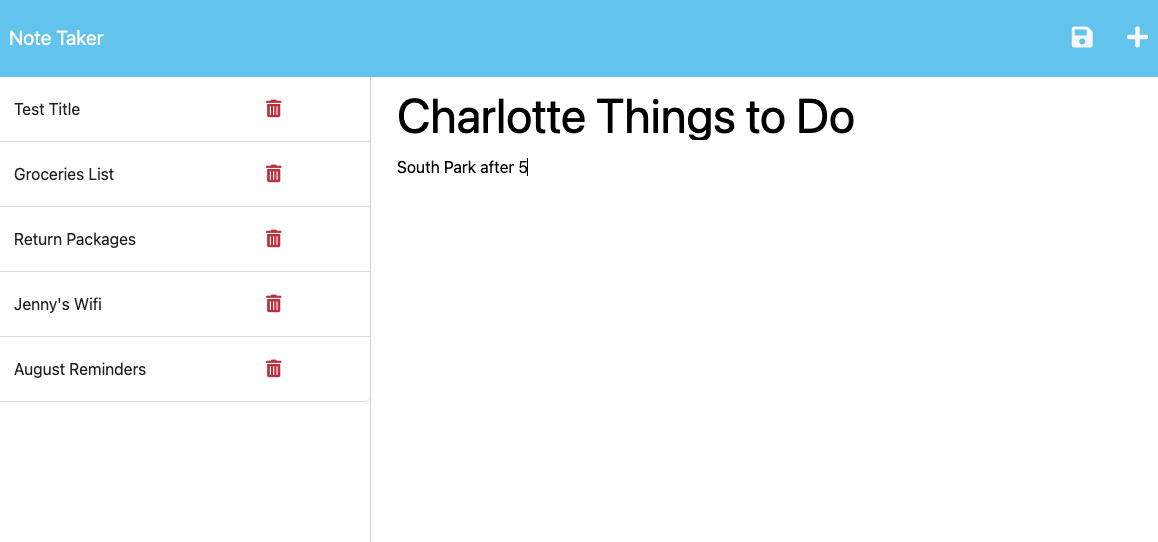 Note Taker
Test Title
Groceries List
Return Packages
Jenny's Wifi
August Reminders
Charlotte Things to Do
South Park after 5